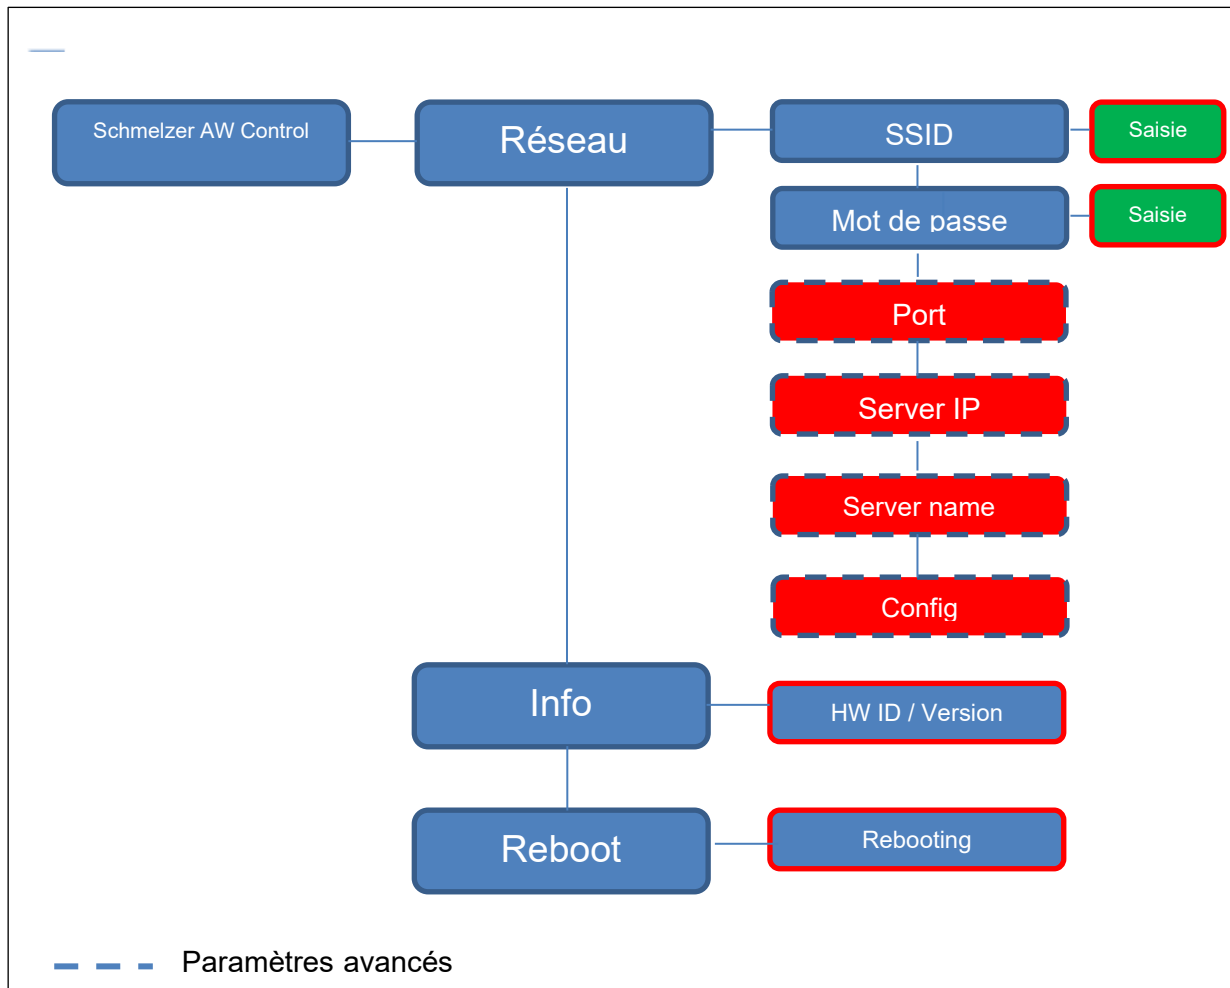 Schmelzer AW Control
Réseau
SSID
Saisie
Mot de passe
Saisie
Port
Server IP
Server name
Config
Info
HW ID / Version
Reboot
Rebooting
Paramètres avancés